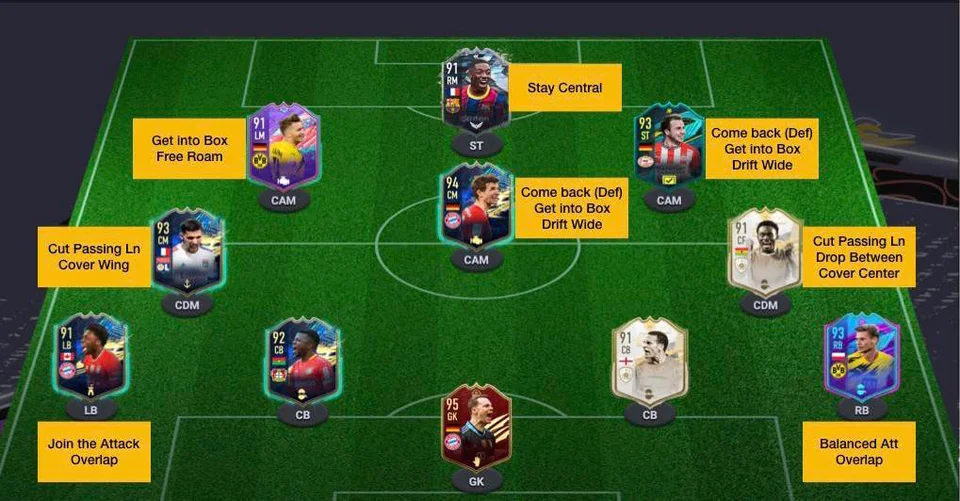 91
RM
Stay Central
ST
91
LM
Get into Box
Free Roam
CAM
93
ST
Come back (Def)
Get into Box
Drift Wide
CAM
94
CM
Come back (Def)
Get into Box
Drift Wide
CAM
93
CM
Cut Passing Ln
Cover Wing
CDM
91
CF
Cut Passing Ln
Drop Between
Cover Center
CDM
91
LB
LB
92
CB
CB
91
CB
CB
93
RB
RB
95
GK
GK
Join the Attack
Overlap
Balanced Att
Overlap